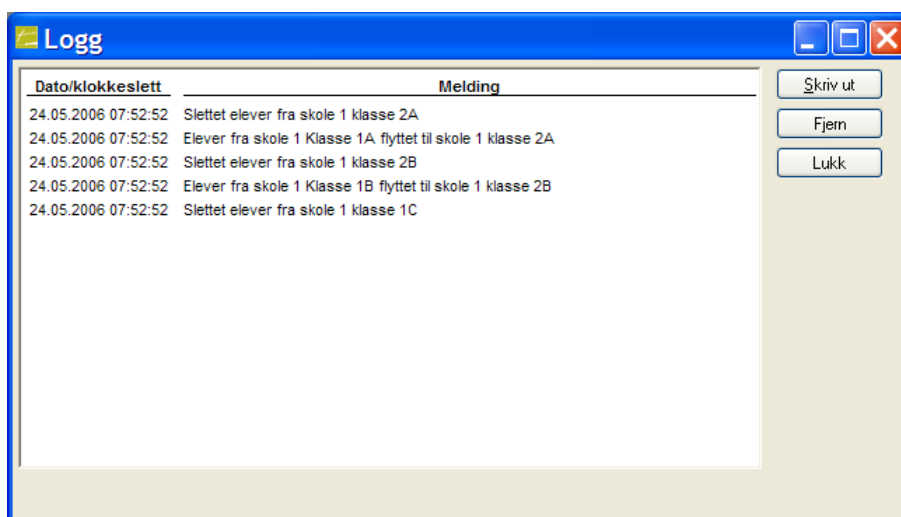 Logg
Dato/klokkeslett Melding
24.05.2006 07:52:52 Slettet elever fra skole 1 klasse 2A
24.05.2006 07:52:52 Elever fra skole 1 Klasse 1A flyttet til skole 1 klasse 2A
24.05.2006 07:52:52 Slettet elever fra skole 1 klasse 2B
24.05.2006 07:52:52 Elever fra skole 1 Klasse 1B flyttet til skole 1 klasse 2B
24.05.2006 07:52:52 Slettet elever fra skole 1 klasse 1C
Skriv ut
Fjern
Lukk